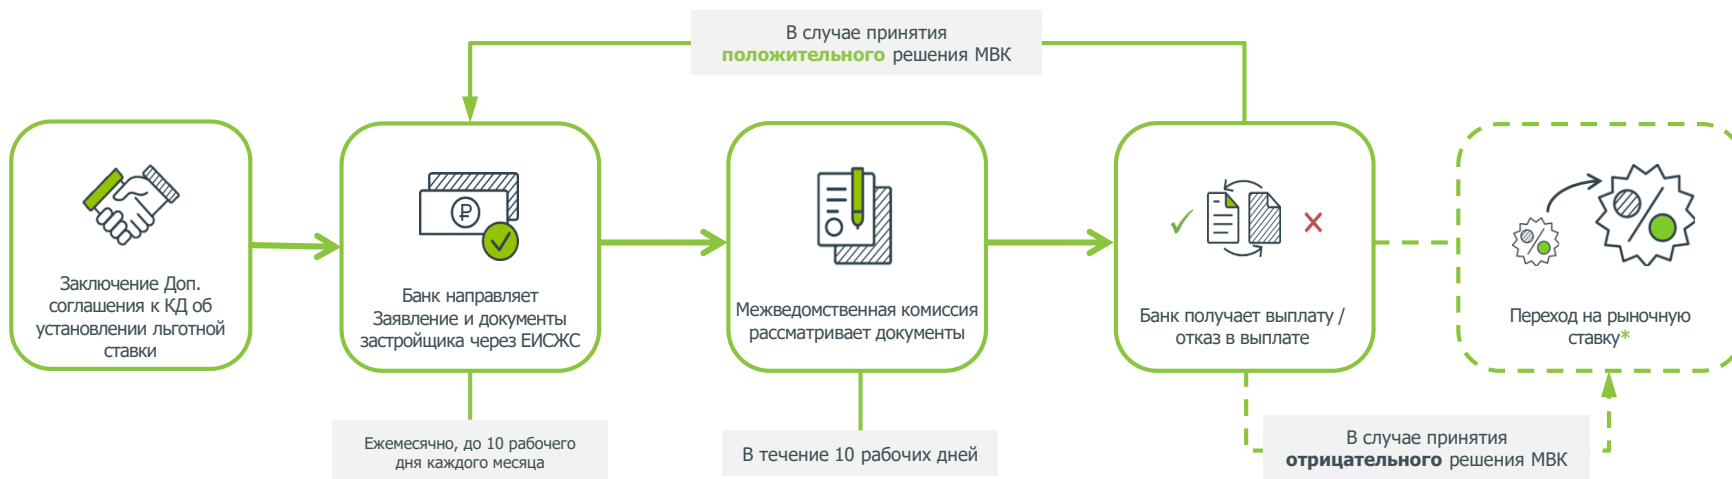 В случае принятия
положительного решения МВК
Заключение Доп.
соглашения к КД об
установлении льготной
ставки
Банк направляет
Заявление и документы
застройщика через ЕИСЖС
Межведомственная комиссия
рассматривает документы
Банк получает выплату /
отказ в выплате
Переход на рыночную
ставку*
Ежемесячно, до 10 рабочего
дня каждого месяца
В течение 10 рабочих дней
В случае принятия
отрицательного решения МВК